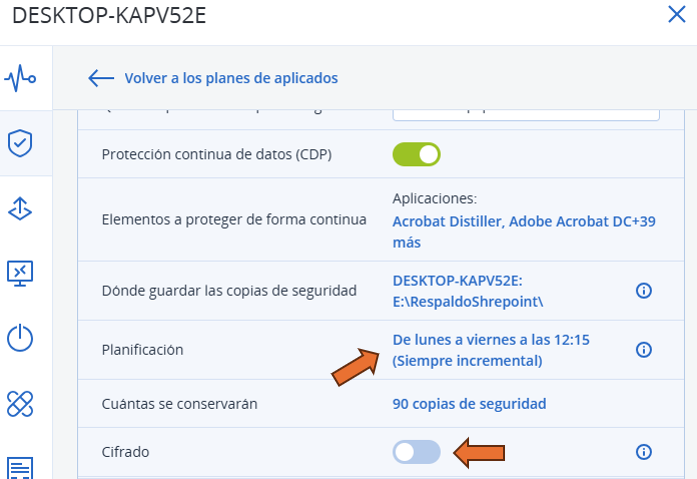 DESKTOP-KAPV52E
Volver a los planes de aplicados
Protección continua de datos (CDP)
Elementos a proteger de forma continua
Aplicaciones:
Acrobat Distiller, Adobe Acrobat DC+39
más
Dónde guardar las copias de seguridad
DESKTOP-KAPV52E:
E:\RespaldoShrepoint\
Planificación
De lunes a viernes a las 12:15
(Siempre incremental)
Cuántas se conservarán
90 copias de seguridad
Cifrado